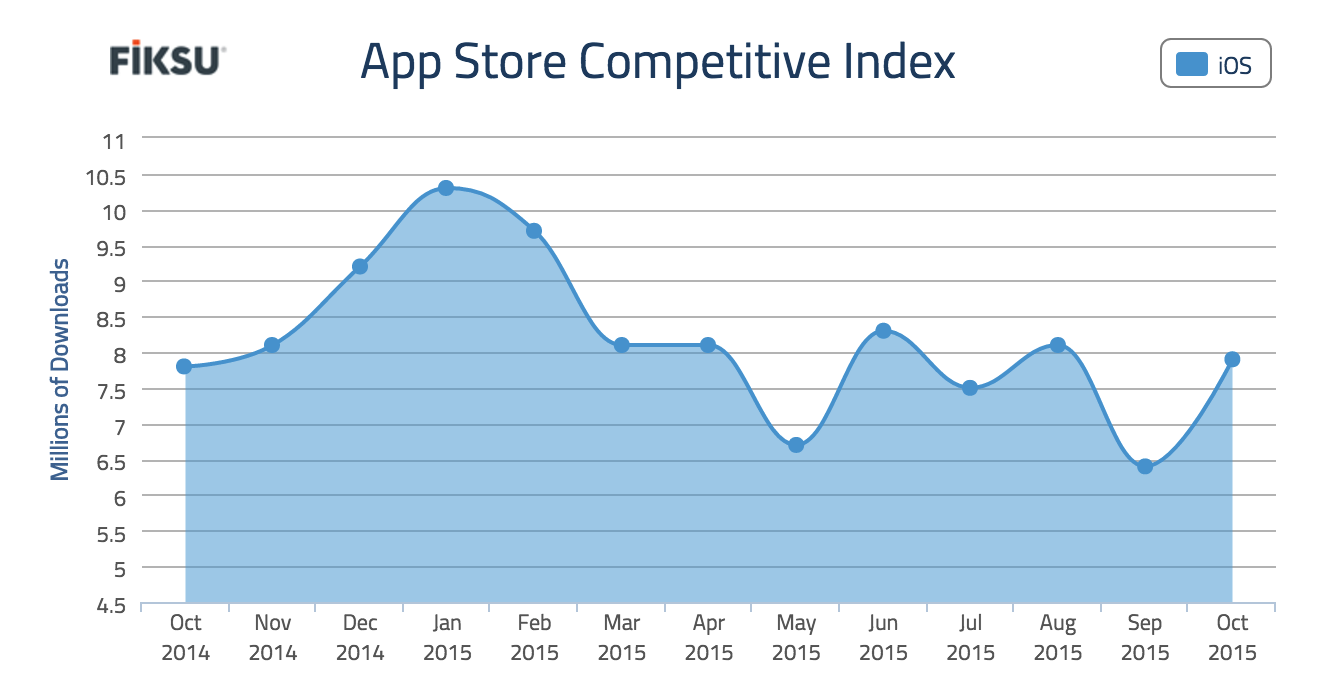 FiKSU®
App Store Competitive Index
iOS
Millions of Downloads
11
10.5
10
9.5
9
8.5
8
7.5
7
6.5
6
5.5
5
4.5
Oct Nov Dec Jan Feb Mar Apr May Jun Jul Aug Sep Oct
2014 2014 2014 2015 2015 2015 2015 2015 2015 2015 2015 2015 2015